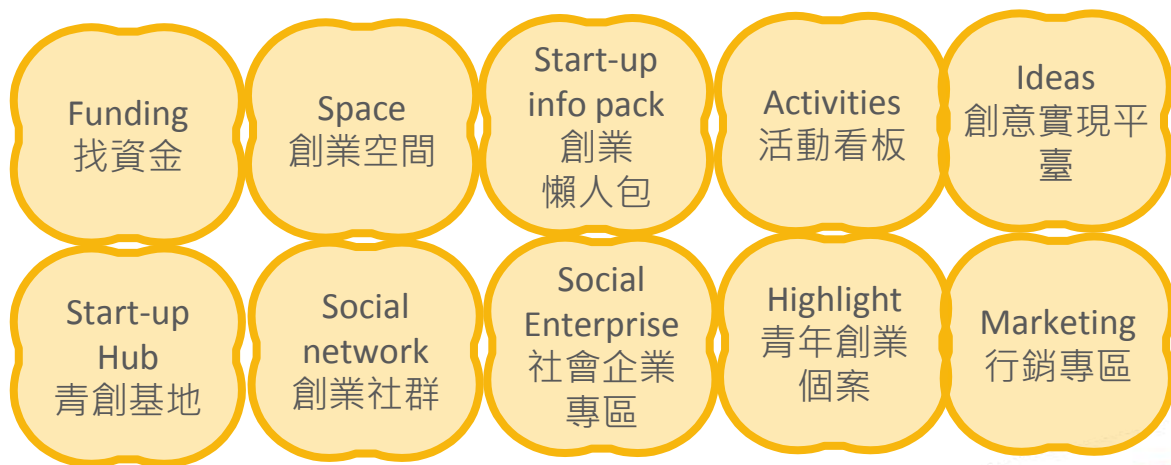 Funding
找資金
Space
創業空間
Start-up
info pack
創業
懶人包
Activities
活動看板
Ideas
創意實現平
臺
Start-up
Hub
青創基地
Social
network
創業社群
Social
Enterprise
社會企業
專區
Highlight
青年創業
個案
Marketing
行銷專區